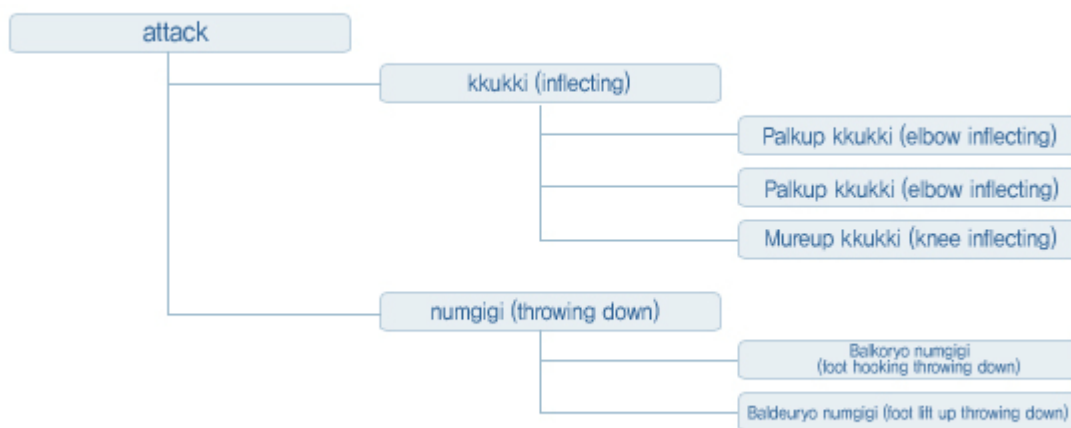 attack
kkukki (inflecting)
Palkup kkukki (elbow inflecting)
Palkup kkukki (elbow inflecting)
Mureup kkukki (knee inflecting)
numgigi (throwing down)
Balkoryo numgigi
(foot hooking throwing down)
Baldeuryo numgigi (foot lift up throwing down)